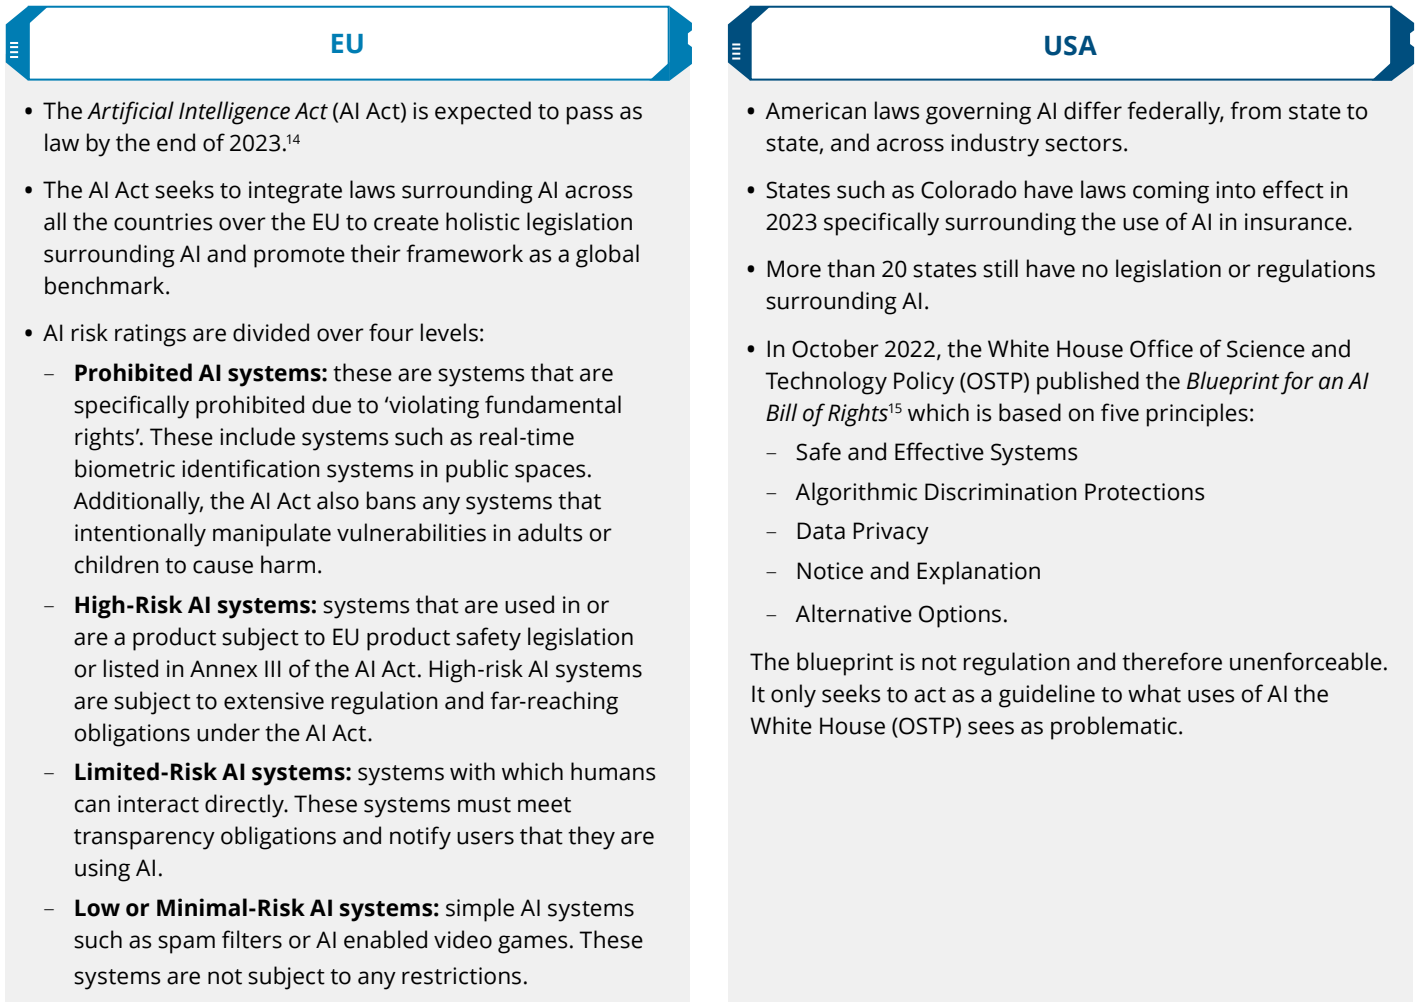 EU
• The Artificial Intelligence Act (AI Act) is expected to pass as
law by the end of 2023.14
• The AI Act seeks to integrate laws surrounding AI across
all the countries over the EU to create holistic legislation
surrounding AI and promote their framework as a global
benchmark.
• AI risk ratings are divided over four levels:
– Prohibited AI systems: these are systems that are
specifically prohibited due to ‘violating fundamental
rights’. These include systems such as real-time
biometric identification systems in public spaces.
Additionally, the AI Act also bans any systems that
intentionally manipulate vulnerabilities in adults or
children to cause harm.
– High-Risk AI systems: systems that are used in or
are a product subject to EU product safety legislation
or listed in Annex III of the AI Act. High-risk AI systems
are subject to extensive regulation and far-reaching
obligations under the AI Act.
– Limited-Risk AI systems: systems with which humans
can interact directly. These systems must meet
transparency obligations and notify users that they are
using AI.
– Low or Minimal-Risk AI systems: simple AI systems
such as spam filters or AI enabled video games. These
systems are not subject to any restrictions.
USA
• American laws governing AI differ federally, from state to
state, and across industry sectors.
• States such as Colorado have laws coming into effect in
2023 specifically surrounding the use of AI in insurance.
• More than 20 states still have no legislation or regulations
surrounding AI.
• In October 2022, the White House Office of Science and
Technology Policy (OSTP) published the Blueprint for an AI
Bill of Rights15 which is based on five principles:
– Safe and Effective Systems
– Algorithmic Discrimination Protections
– Data Privacy
– Notice and Explanation
– Alternative Options.
The blueprint is not regulation and therefore unenforceable.
It only seeks to act as a guideline to what uses of AI the
White House (OSTP) sees as problematic.